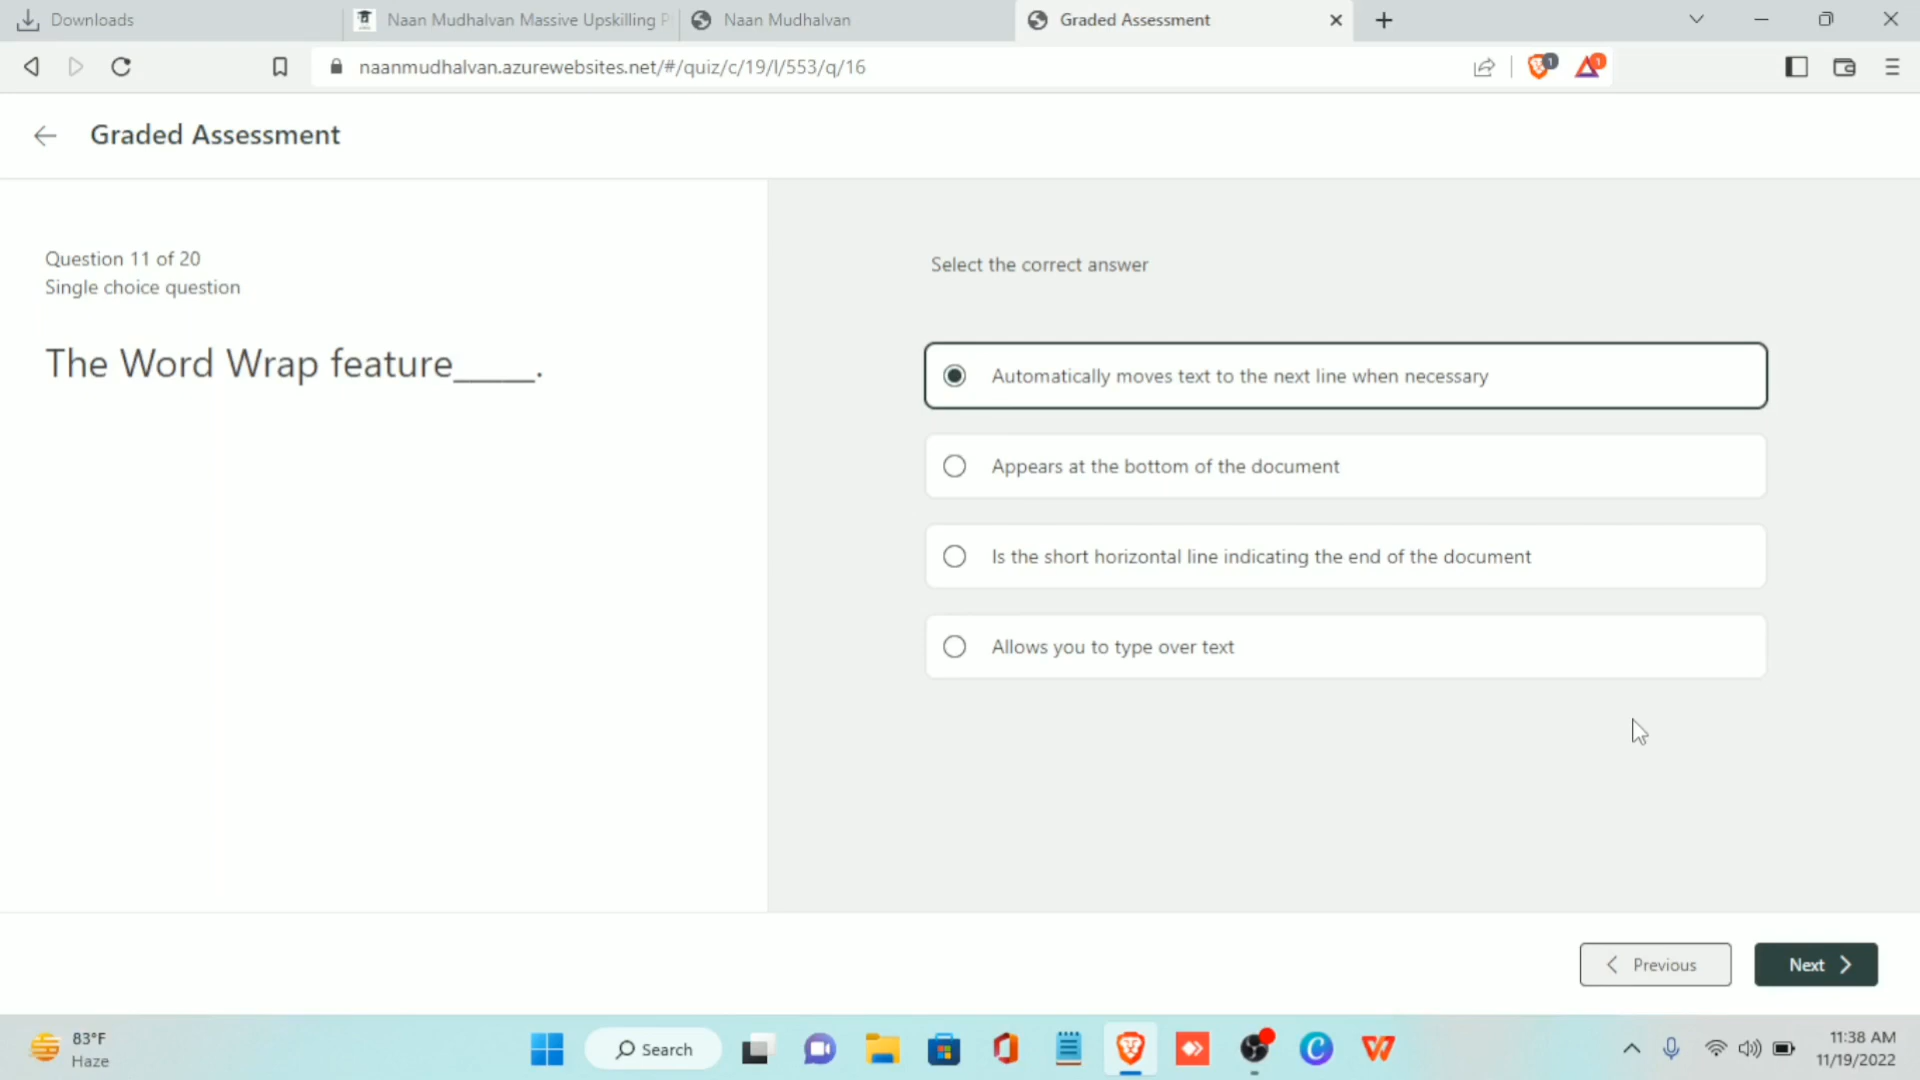 Downloads
Naan Mudhalvan Massive Upskilling P
Naan Mudhalvan
Graded Assessment
naanmudhalvan.azurewebsites.net/#/quiz/c/19/l/553/q/16
1
1
Graded Assessment
Question 11 of 20
Single choice question
The Word Wrap feature_____.
Select the correct answer
Automatically moves text to the next line when necessary
Appears at the bottom of the document
Is the short horizontal line indicating the end of the document
Allows you to type over text
Previous
Next
83°F
Haze
Search
11:38 AM
11/19/2022